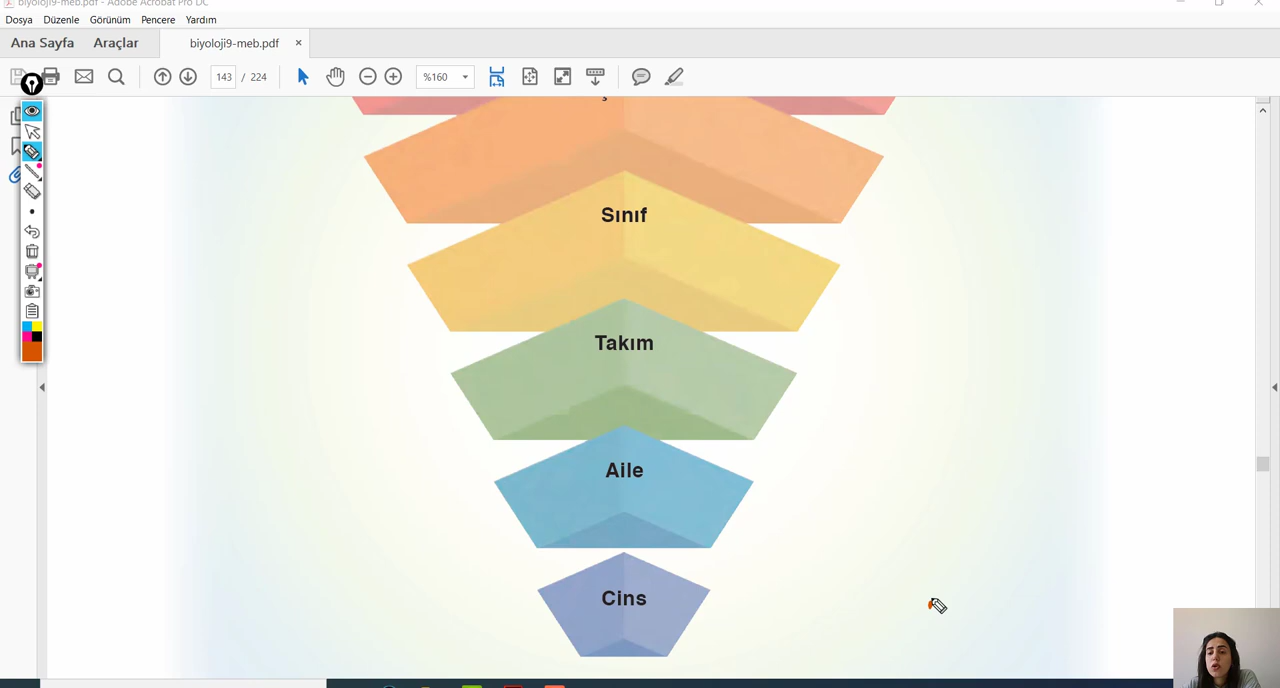 biyoloji9-meb.pdf - Adobe Acrobat Pro DC
Dosya Düzenle Görünüm Pencere Yardım
Ana Sayfa Araçlar biyoloji9-meb.pdf ×
143 / 224 %160
Sınıf
Takım
Aile
Cins